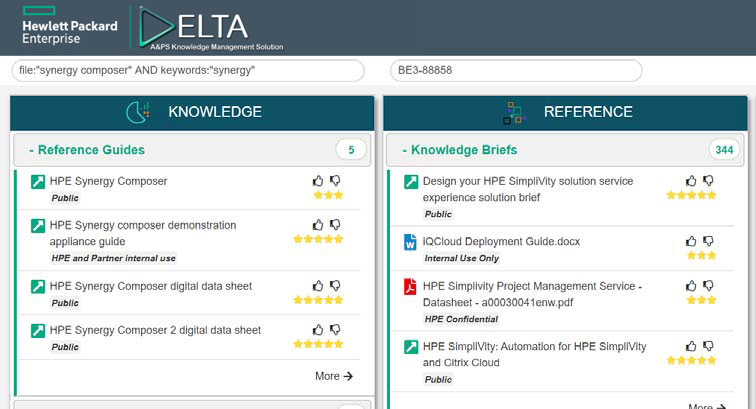 Hewlett Packard
Enterprise
DELTA
A&PS Knowledge Management Solution
file:"synergy composer" AND keywords:"synergy"
BE3-88858
KNOWLEDGE
- Reference Guides
5
HPE Synergy Composer
Public
HPE Synergy composer demonstration
appliance guide
HPE and Partner internal use
HPE Synergy Composer digital data sheet
Public
HPE Synergy Composer 2 digital data sheet
Public
More →
REFERENCE
- Knowledge Briefs
344
Design your HPE SimpliVity solution service
experience solution brief
Public
iQCloud Deployment Guide.docx
Internal Use Only
HPE Simplivity Project Management Service -
Datasheet - a00030041enw.pdf
HPE Confidential
HPE SimpliVity: Automation for HPE SimpliVity
and Citrix Cloud
Public
More →